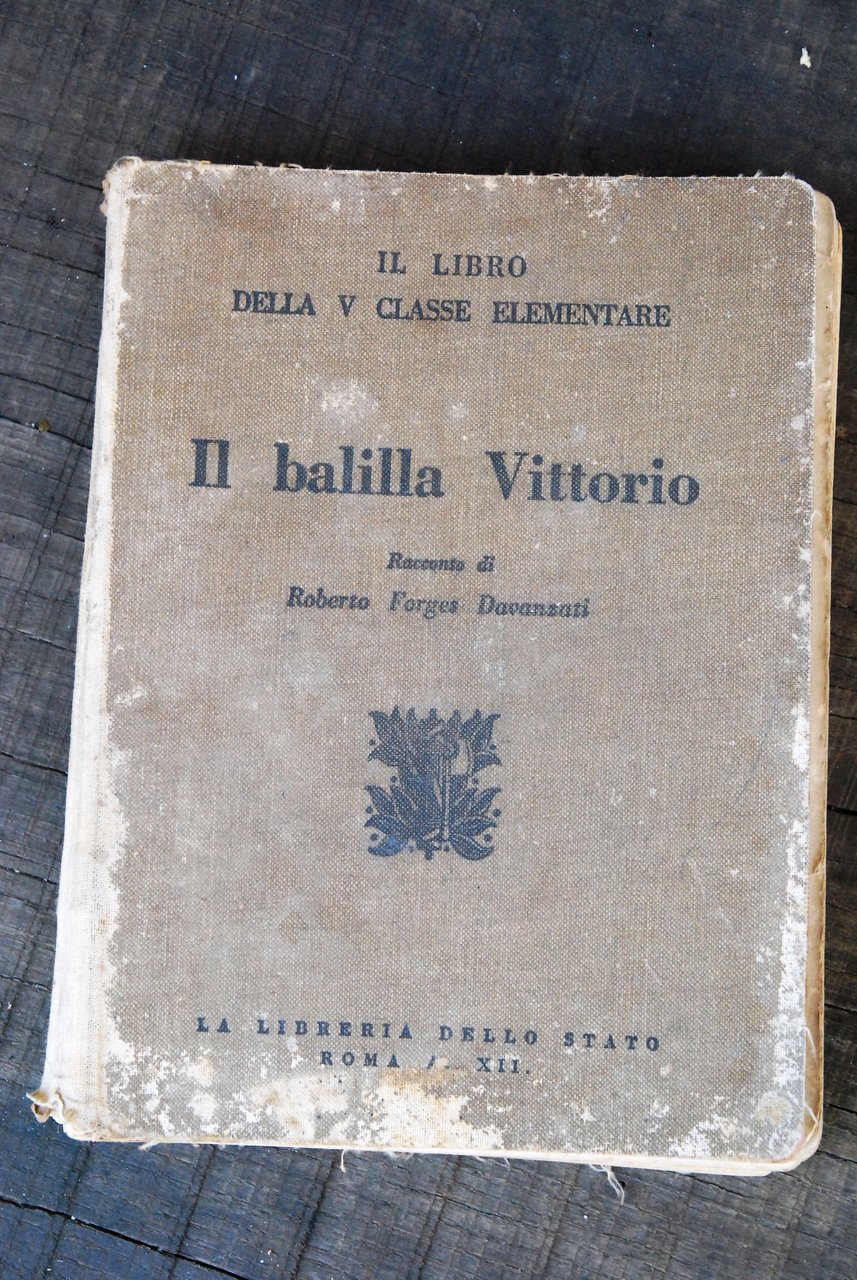 IL LIBRO
DELLA V CLASSE ELEMENTARE
Il balilla Vittorio
Racconto di
Roberto Forges Davanzati
LA LIBRERIA DELLO STATO
ROMA A. XII.